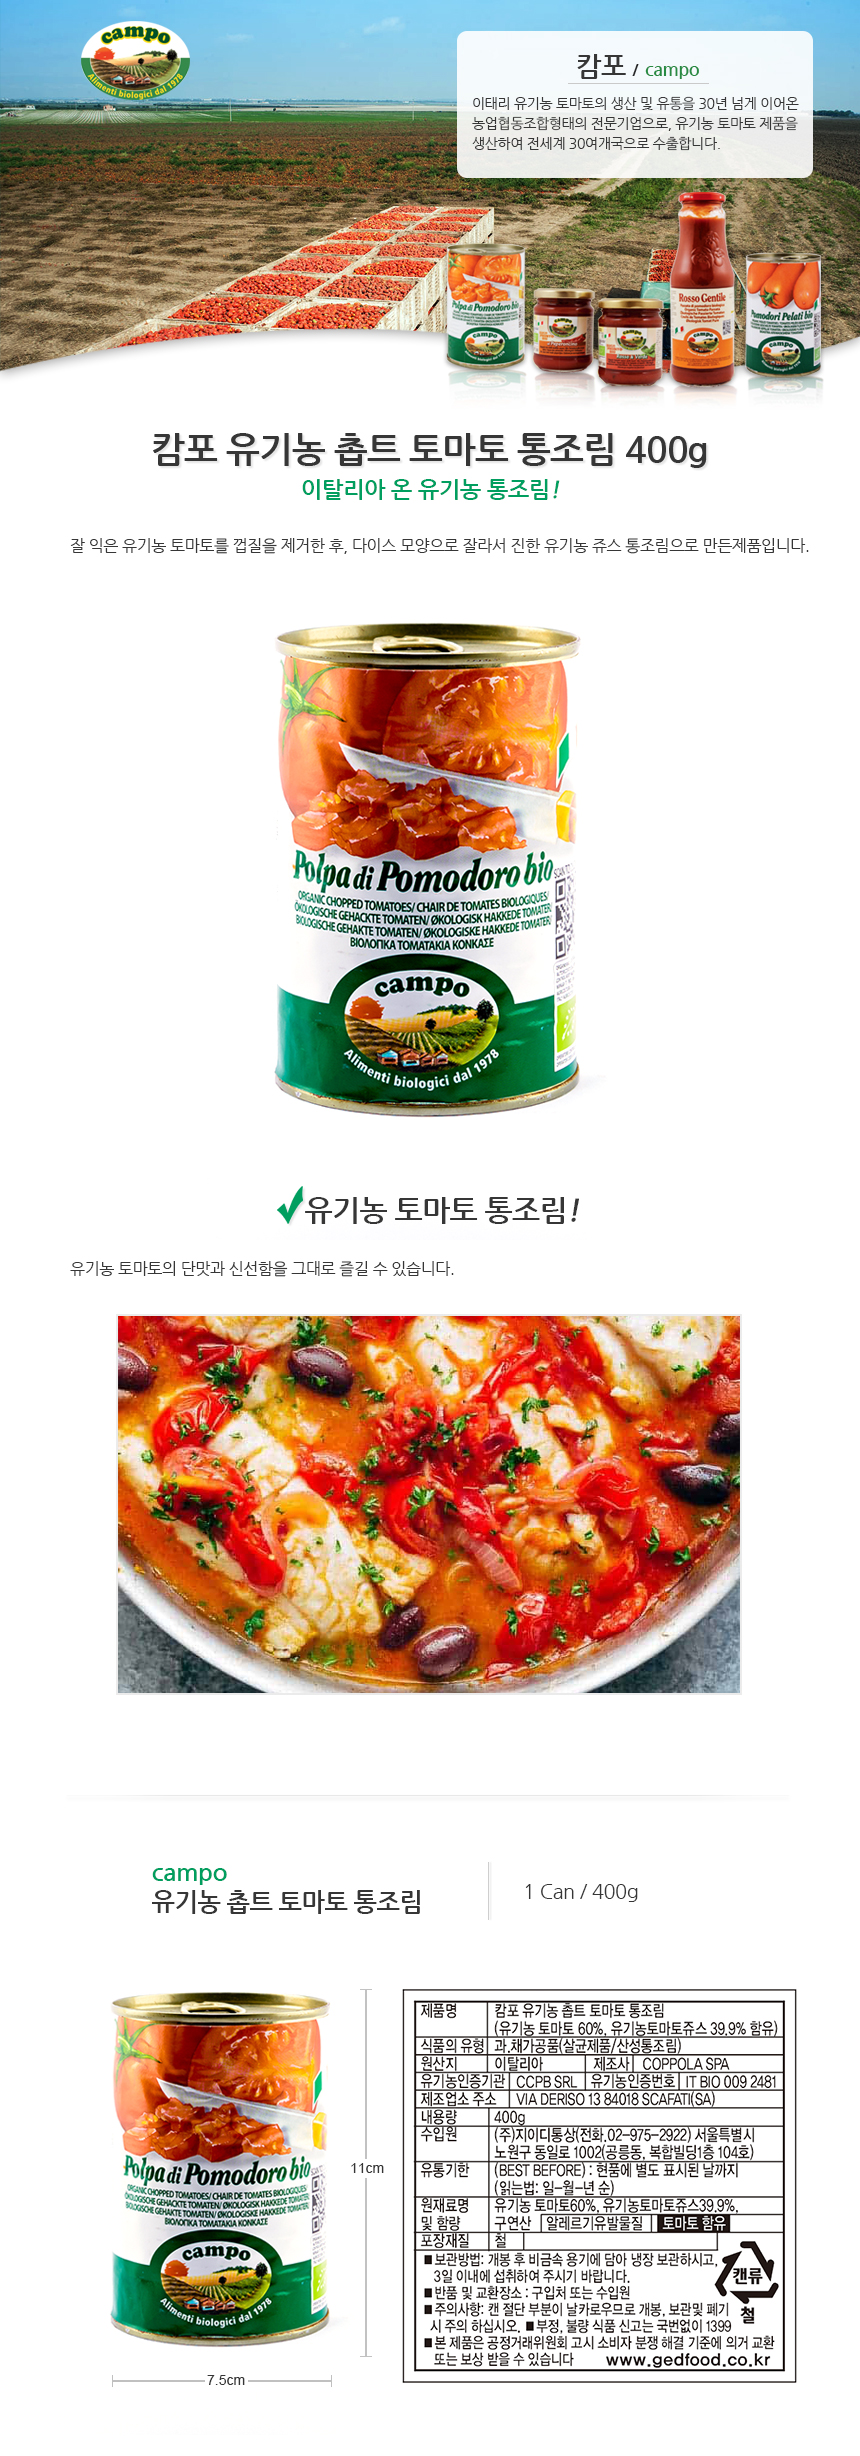 campo
Alimenti biologici dal 1978
캄포 / campo
이태리 유기농 토마토의 생산 및 유통을 30년 넘게 이어온
농업협동조합형태의 전문기업으로, 유기농 토마토 제품을
생산하여 전세계 30여개국으로 수출합니다.
Polpa di Pomodoro bio
Rosso Gentile
Pomodori Pelati bio
캄포 유기농 촙트 토마토 통조림 400g
이탈리아 온 유기농 통조림!
잘 익은 유기농 토마토를 껍질을 제거한 후, 다이스 모양으로 잘라서 진한 유기농 쥬스 통조림으로 만든제품입니다.
Polpa di Pomodoro bio
ORGANIC CHOPPED TOMATOES/ CHAIR DE TOMATES BIOLOGIQUES/
ÖKOLOGISCHE GEHACKTE TOMATEN/ ØKOLOGISK HAKKEDE TOMATER/
BIOLOGISCHE GEHAKTE TOMATEN/ ØKOLOGISKE HAKKEDE TOMATER/
ΒΙΟΛΟΓΙΚΑ ΤΟΜΑΤΑΚΙΑ ΚΟΝΚΑΣΕ
campo
Alimenti biologici dal 1978
유기농 토마토 통조림!
유기농 토마토의 단맛과 신선함을 그대로 즐길 수 있습니다.
campo
유기농 촙트 토마토 통조림
1 Can / 400g
Polpa di Pomodoro bio
ORGANIC CHOPPED TOMATOES/ CHAIR DE TOMATES BIOLOGIQUES/
ÖKOLOGISCHE GEHACKTE TOMATEN/ ØKOLOGISK HAKKEDE TOMATER/
BIOLOGISCHE GEHAKTE TOMATEN/ ØKOLOGISKE HAKKEDE TOMATER/
ΒΙΟΛΟΓΙΚΑ ΤΟΜΑΤΑΚΙΑ ΚΟΝΚΑΣΕ
campo
Alimenti biologici dal 1978
11cm
7.5cm
제품명 캄포 유기농 촙트 토마토 통조림
(유기농 토마토 60%, 유기농토마토쥬스 39.9% 함유)
식품의 유형 과.채가공품(살균제품/산성통조림)
원산지 이탈리아 제조사 COPPOLA SPA
유기농인증기관 CCPB SRL 유기농인증번호 IT BIO 009 2481
제조업소 주소 VIA DERISO 13 84018 SCAFATI(SA)
내용량 400g
수입원 (주)지이디통상(전화.02-975-2922) 서울특별시
노원구 동일로 1002(공릉동, 복합빌딩1층 104호)
유통기한 (BEST BEFORE) : 현품에 별도 표시된 날까지
(읽는법: 일-월-년 순)
원재료명 유기농 토마토60%, 유기농토마토쥬스39.9%,
및 함량 구연산 알레르기유발물질 토마토 함유
포장재질 철
■보관방법: 개봉 후 비금속 용기에 담아 냉장 보관하시고,
3일 이내에 섭취하여 주시기 바랍니다.
■반품 및 교환장소 : 구입처 또는 수입원
■주의사항: 캔 절단 부분이 날카로우므로 개봉, 보관및 폐기
시 주의 하십시오. ■부정, 불량 식품 신고는 국번없이 1399
■본 제품은 공정거래위원회 고시 소비자 분쟁 해결 기준에 의거 교환
또는 보상 받을 수 있습니다 www.gedfood.co.kr
캔류
철